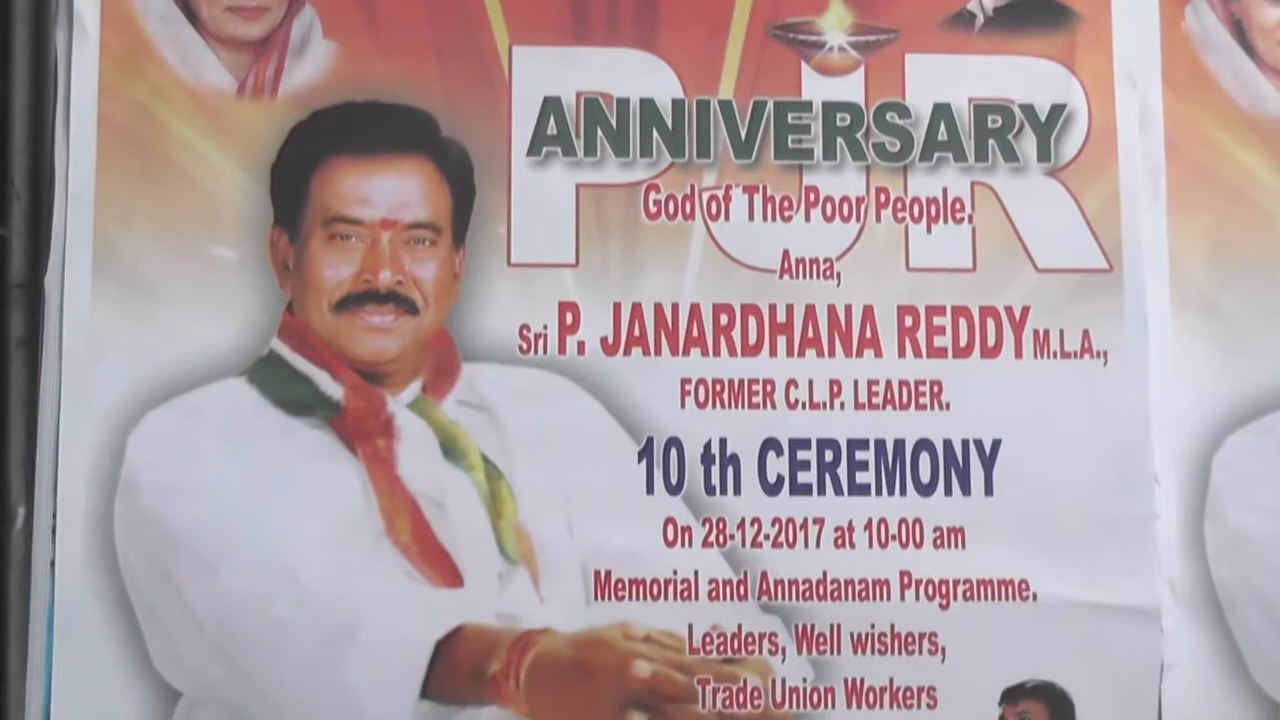 PJR
ANNIVERSARY
God of The Poor People.
Anna,
Sri P. JANARDHANA REDDY M.L.A.,
FORMER C.L.P. LEADER.
10 th CEREMONY
On 28-12-2017 at 10-00 am
Memorial and Annadanam Programme.
Leaders, Well wishers,
Trade Union Workers